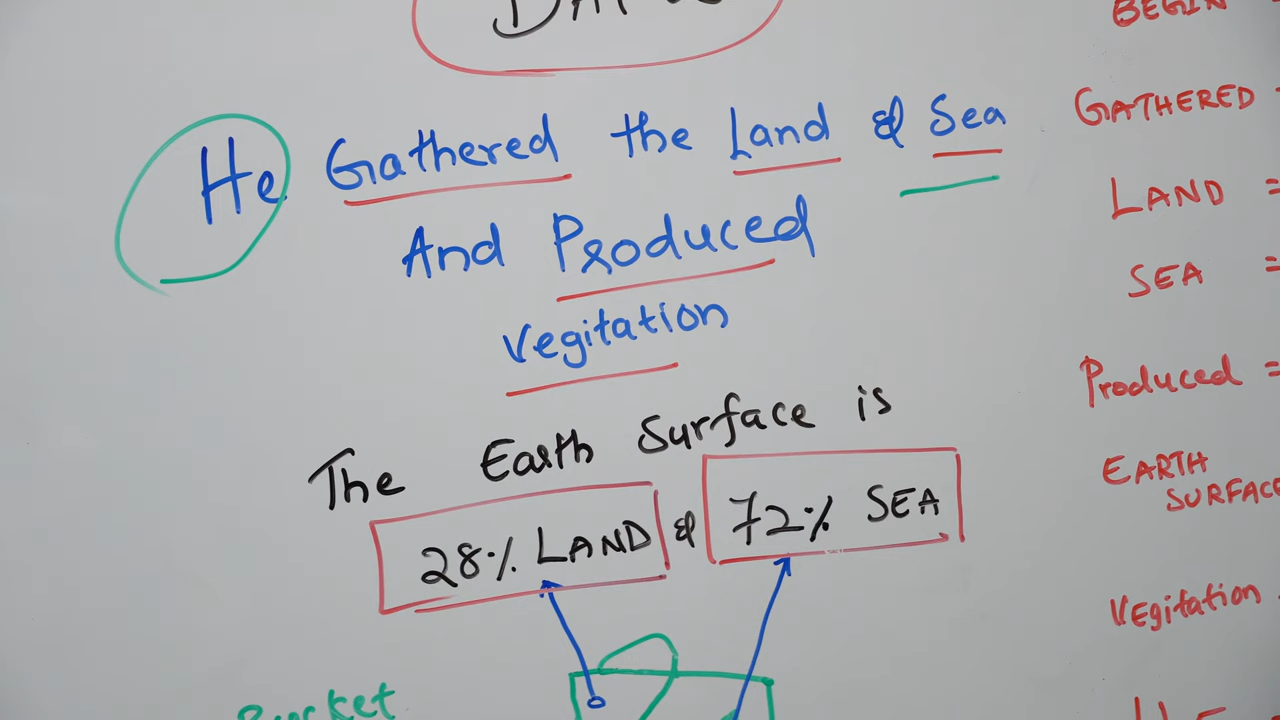 He Gathered the Land & Sea
And Produced
Vegitation
The Earth Surface is
28% LAND & 72% SEA
BEGIN
GATHERED =
LAND =
SEA =
Produced =
EARTH
SURFACE
Vegitation